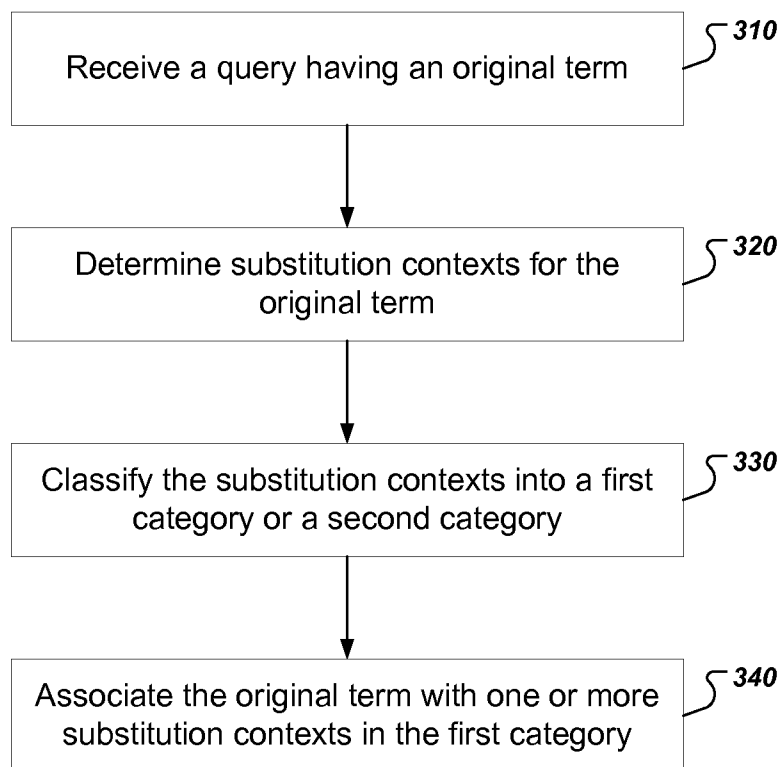 Receive a query having an original term
310
Determine substitution contexts for the
original term
320
Classify the substitution contexts into a first
category or a second category
330
Associate the original term with one or more
substitution contexts in the first category
340